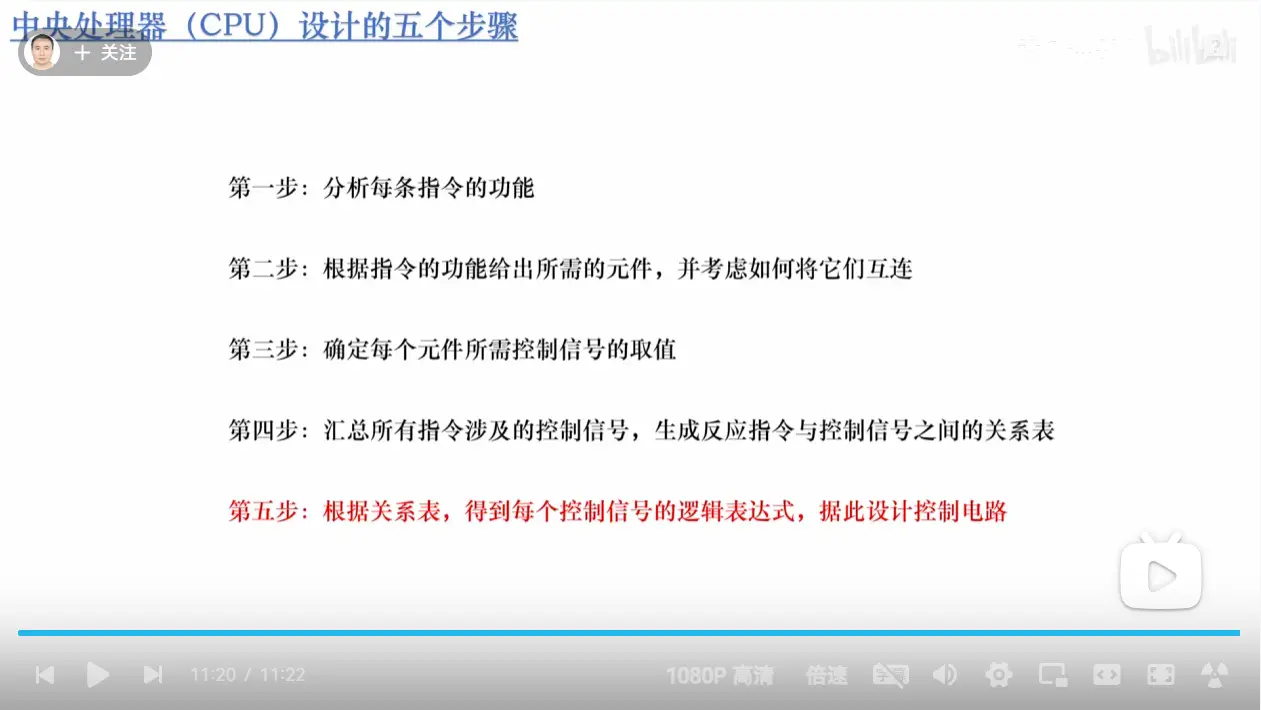 中央处理器（CPU）设计的五个步骤
+ 关注
bilibili
第一步：分析每条指令的功能
第二步：根据指令的功能给出所需的元件，并考虑如何将它们互连
第三步：确定每个元件所需控制信号的取值
第四步：汇总所有指令涉及的控制信号，生成反应指令与控制信号之间的关系表
第五步：根据关系表，得到每个控制信号的逻辑表达式，据此设计控制电路
11:20 / 11:22
1080P 高清
倍速
字幕